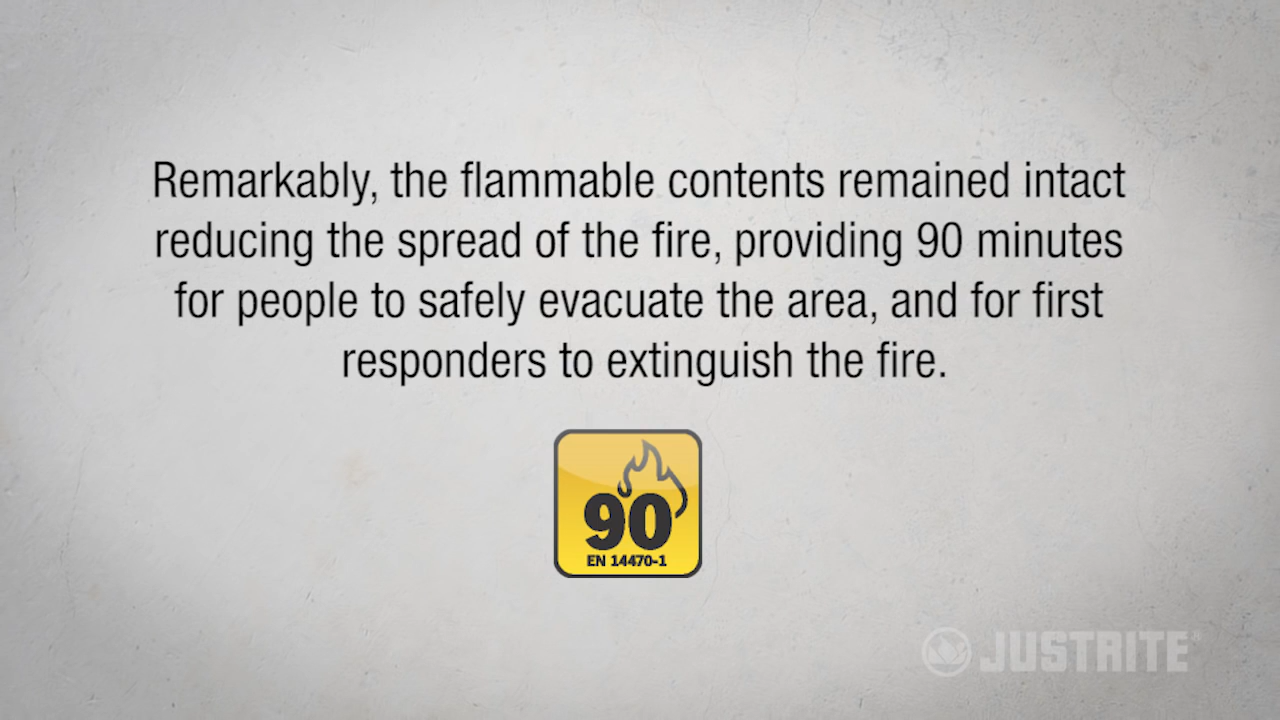 Remarkably, the flammable contents remained intact
reducing the spread of the fire, providing 90 minutes
for people to safely evacuate the area, and for first
responders to extinguish the fire.
90
EN 14470-1
JUSTRITE®